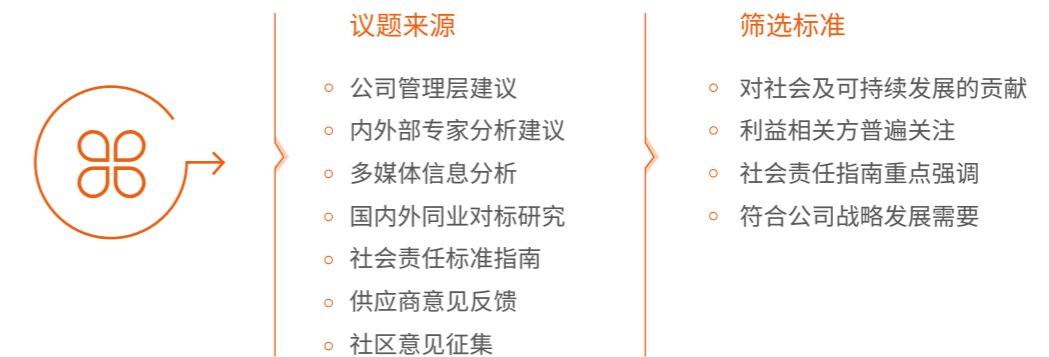 议题来源
公司管理层建议
内外部专家分析建议
多媒体信息分析
国内外同业对标研究
社会责任标准指南
供应商意见反馈
社区意见征集
筛选标准
对社会及可持续发展的贡献
利益相关方普遍关注
社会责任指南重点强调
符合公司战略发展需要